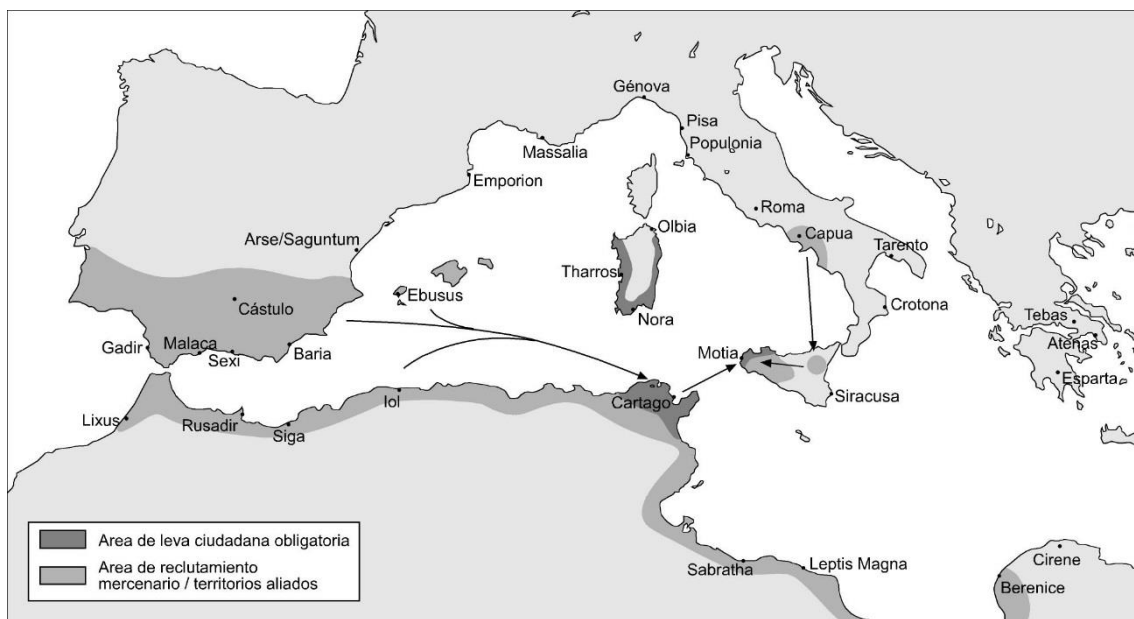 Génova
Pisa
Massalia
Populonia
Emporion
Roma
Olbia
Capua
Arse/Saguntum
Tarento
Tharros
Ebusus
Cástulo
Crotona
Nora
Tebas
Gadir
Malaca
Baria
Motia
Atenas
Sexi
Esparta
Iol
Cartago
Siracusa
Lixus
Rusadir
Siga
Area de leva ciudadana obligatoria
Area de reclutamiento
mercenario / territorios aliados
Sabratha
Leptis Magna
Cirene
Berenice